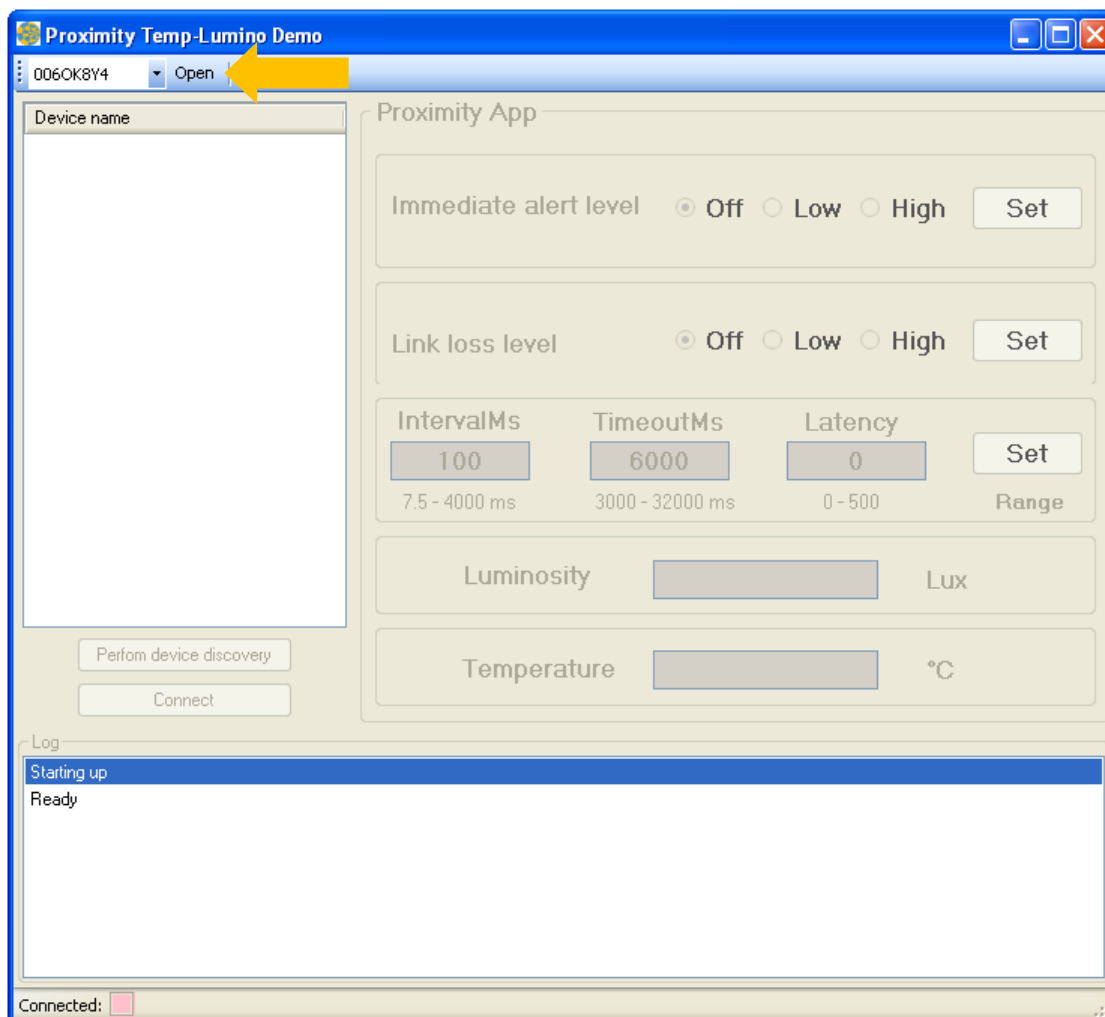 Proximity Temp-Lumino Demo
006OK8Y4 Open
Device name
Proximity App
Immediate alert level Off Low High Set
Link loss level Off Low High Set
IntervalMs TimeoutMs Latency
100 6000 0 Set
7.5 - 4000 ms 3000 - 32000 ms 0 - 500 Range
Luminosity Lux
Temperature °C
Perfom device discovery
Connect
Log
Starting up
Ready
Connected: